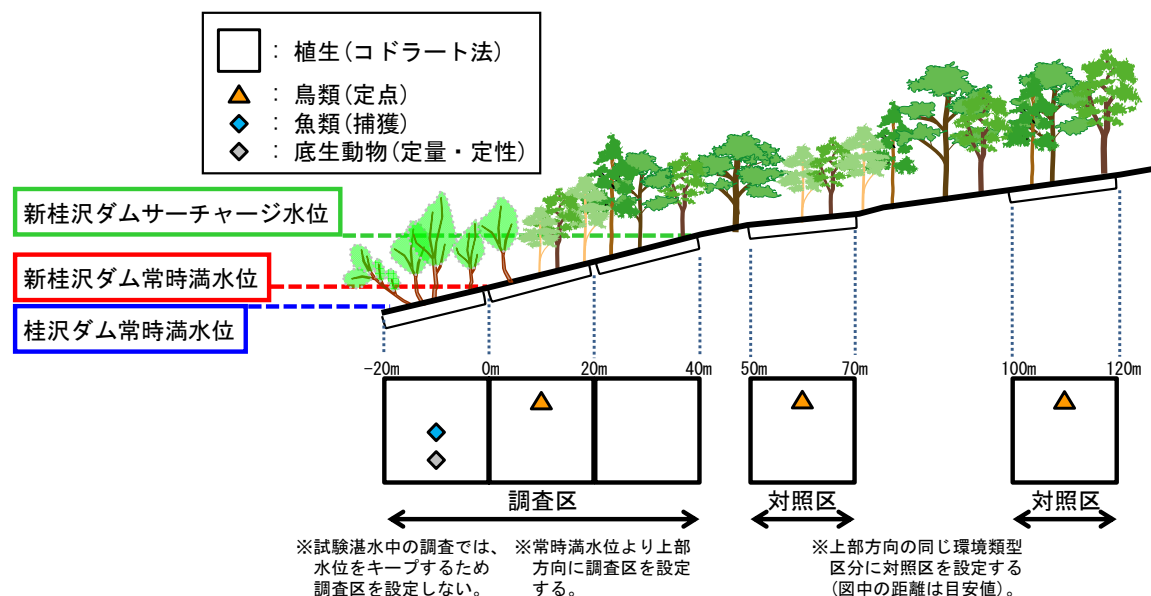 ：植生(コドラート法)
：鳥類(定点)
：魚類(捕獲)
：底生動物(定量・定性)
新桂沢ダムサーチャージ水位
新桂沢ダム常時満水位
桂沢ダム常時満水位
-20m 0m 20m 40m 50m 70m 100m 120m
調査区 対照区 対照区
※試験湛水中の調査では、
水位をキープするため
調査区を設定しない。
※常時満水位より上部
方向に調査区を設定
する。
※上部方向の同じ環境類型
区分に対照区を設定する
(図中の距離は目安値)。